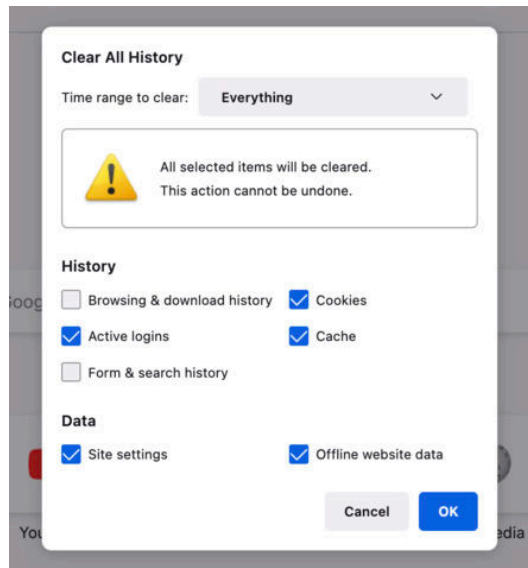 Clear All History
Time range to clear: Everything
All selected items will be cleared.
This action cannot be undone.
History
Browsing & download history Cookies
Active logins Cache
Form & search history
Data
Site settings Offline website data
Cancel OK